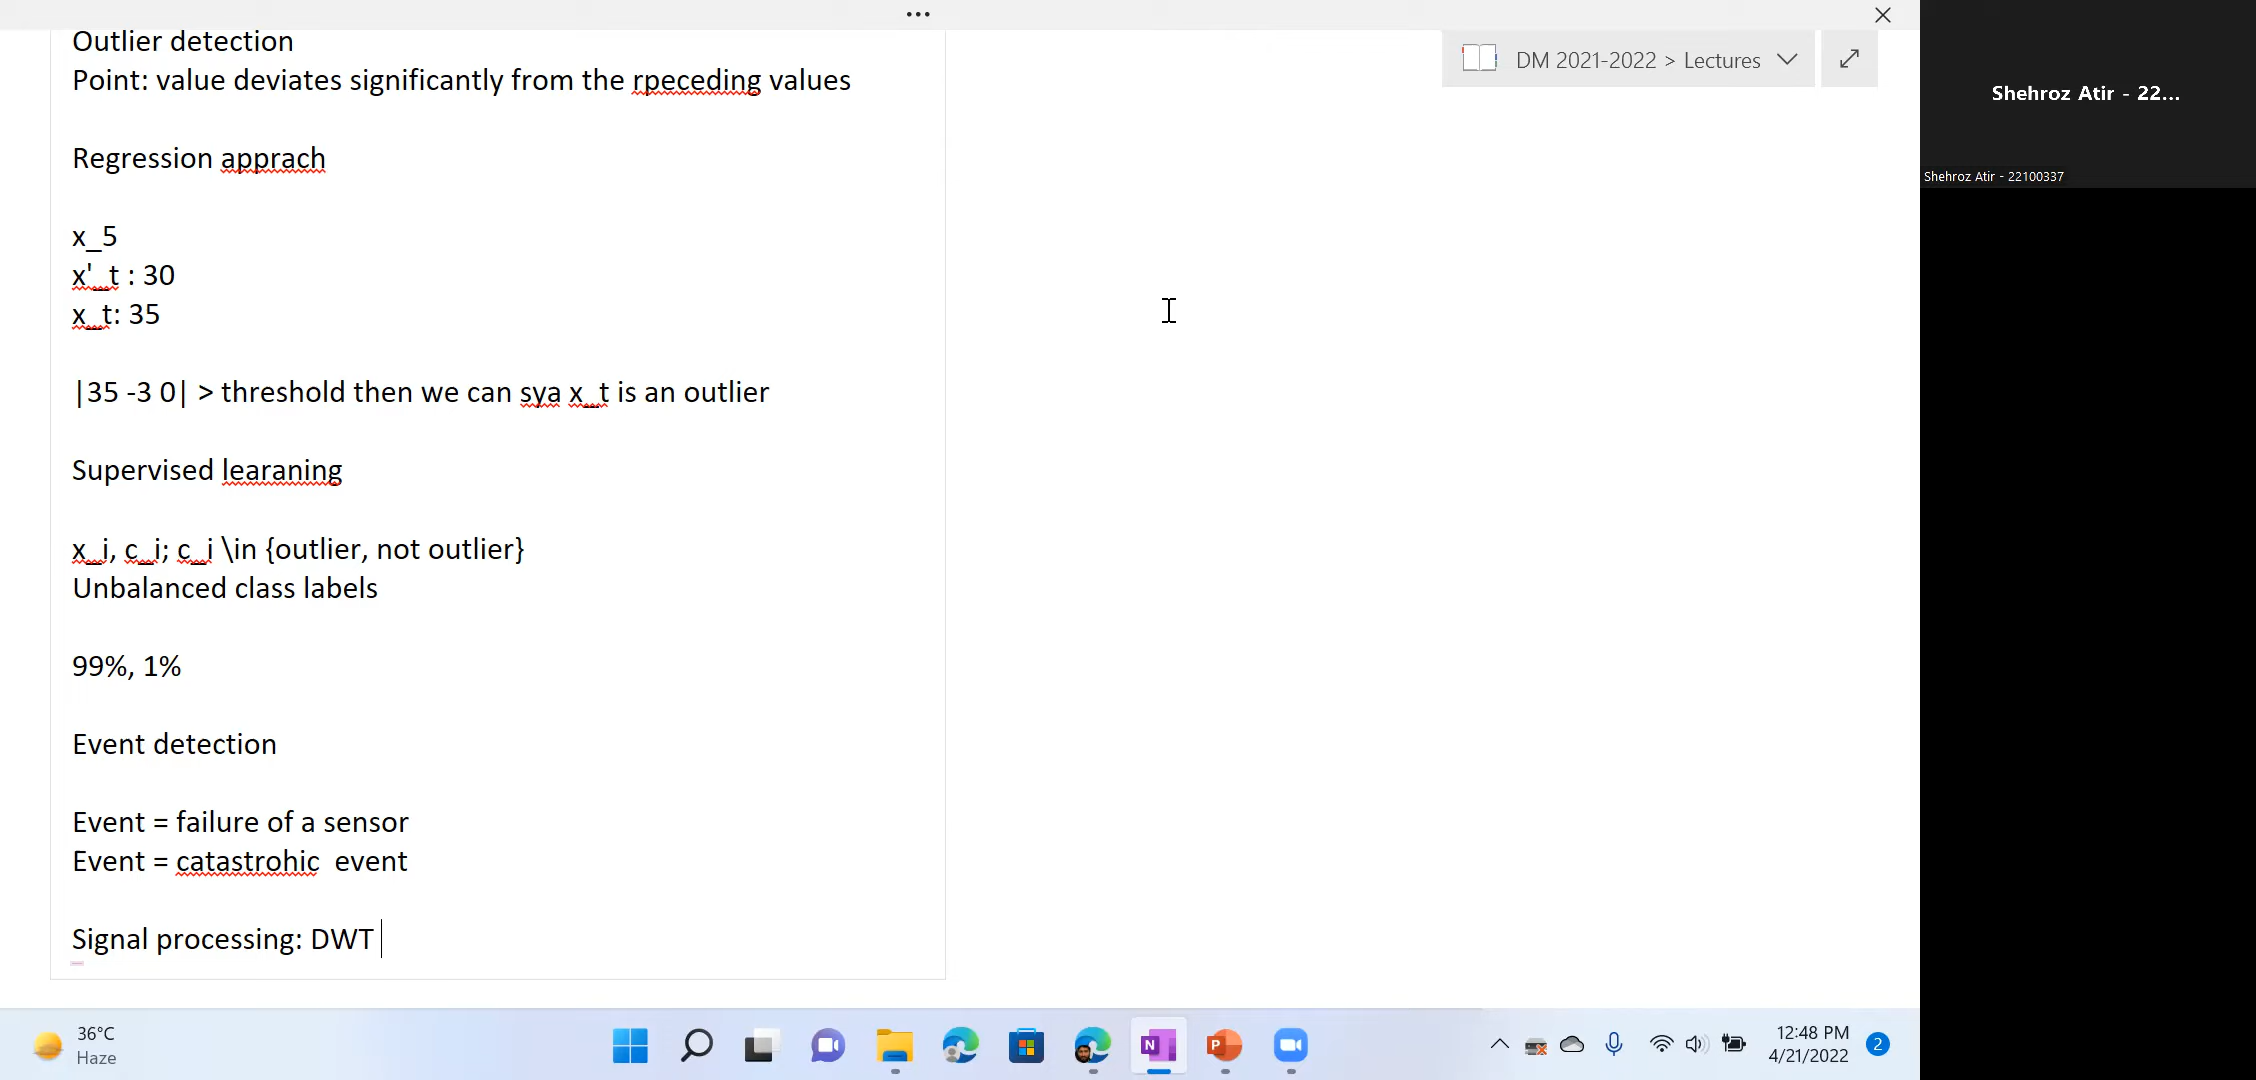 Outlier detection
DM 2021-2022 > Lectures
Point: value deviates significantly from the rpeceding values
Shehroz Atir - 22...
Shehroz Atir - 22100337
Regression apprach
x_5
x'_t : 30
x_t: 35
|35 -3 0| > threshold then we can sya x_t is an outlier
Supervised learaning
x_i, c_i; c_i \in {outlier, not outlier}
Unbalanced class labels
99%, 1%
Event detection
Event = failure of a sensor
Event = catastrohic  event
Signal processing: DWT
36°C
Haze
N
P
12:48 PM
4/21/2022
2